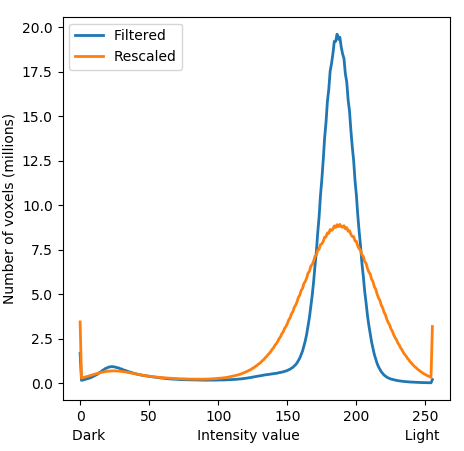 Filtered
Rescaled
Number of voxels (millions)
20.0
17.5
15.0
12.5
10.0
7.5
5.0
2.5
0.0
0 50 100 150 200 250
Dark Intensity value Light